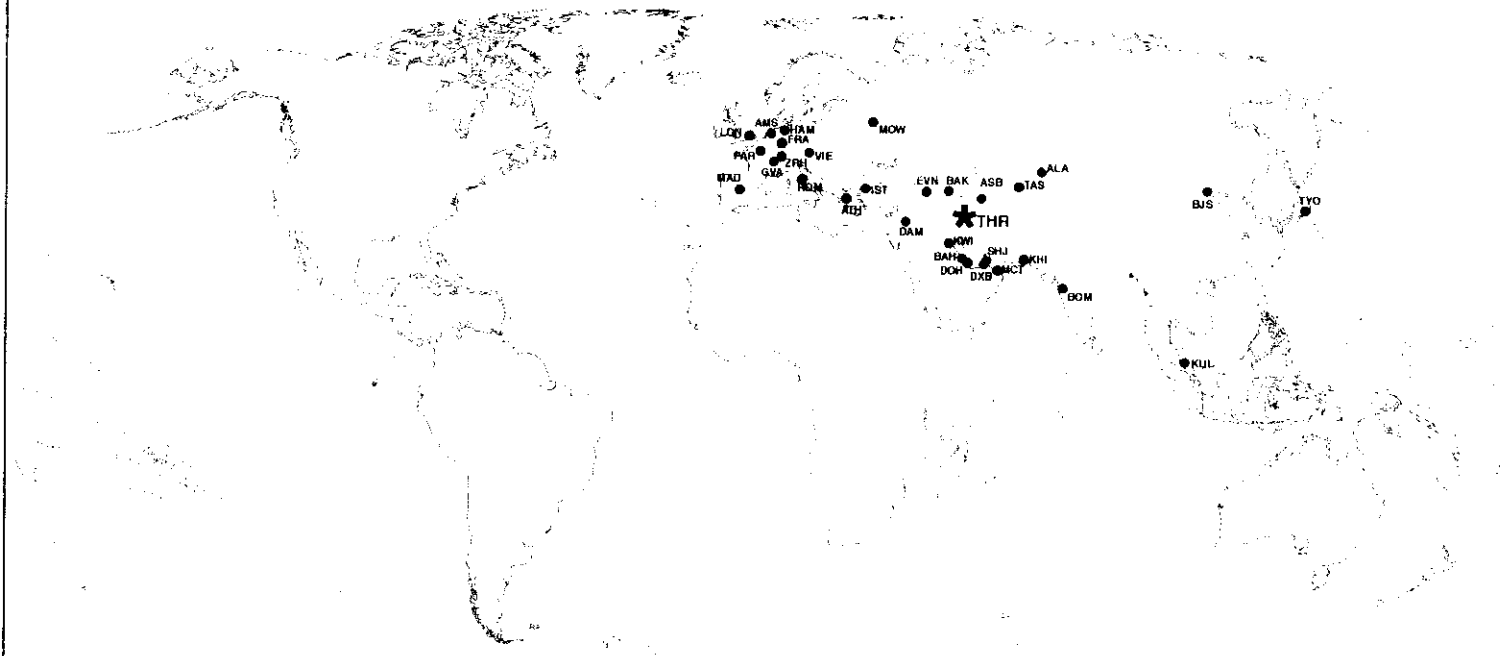 AMS
HAM
MOW
LON
FRA
PAR
VIE
ZRH
GVA
ALA
MAD
ROM
IST
EVN
BAK
ASB
TAS
ATH
BJS
TYO
THR
DAM
KWI
SHJ
BAH
KHI
DOH
DXB
MCT
BOM
KUL